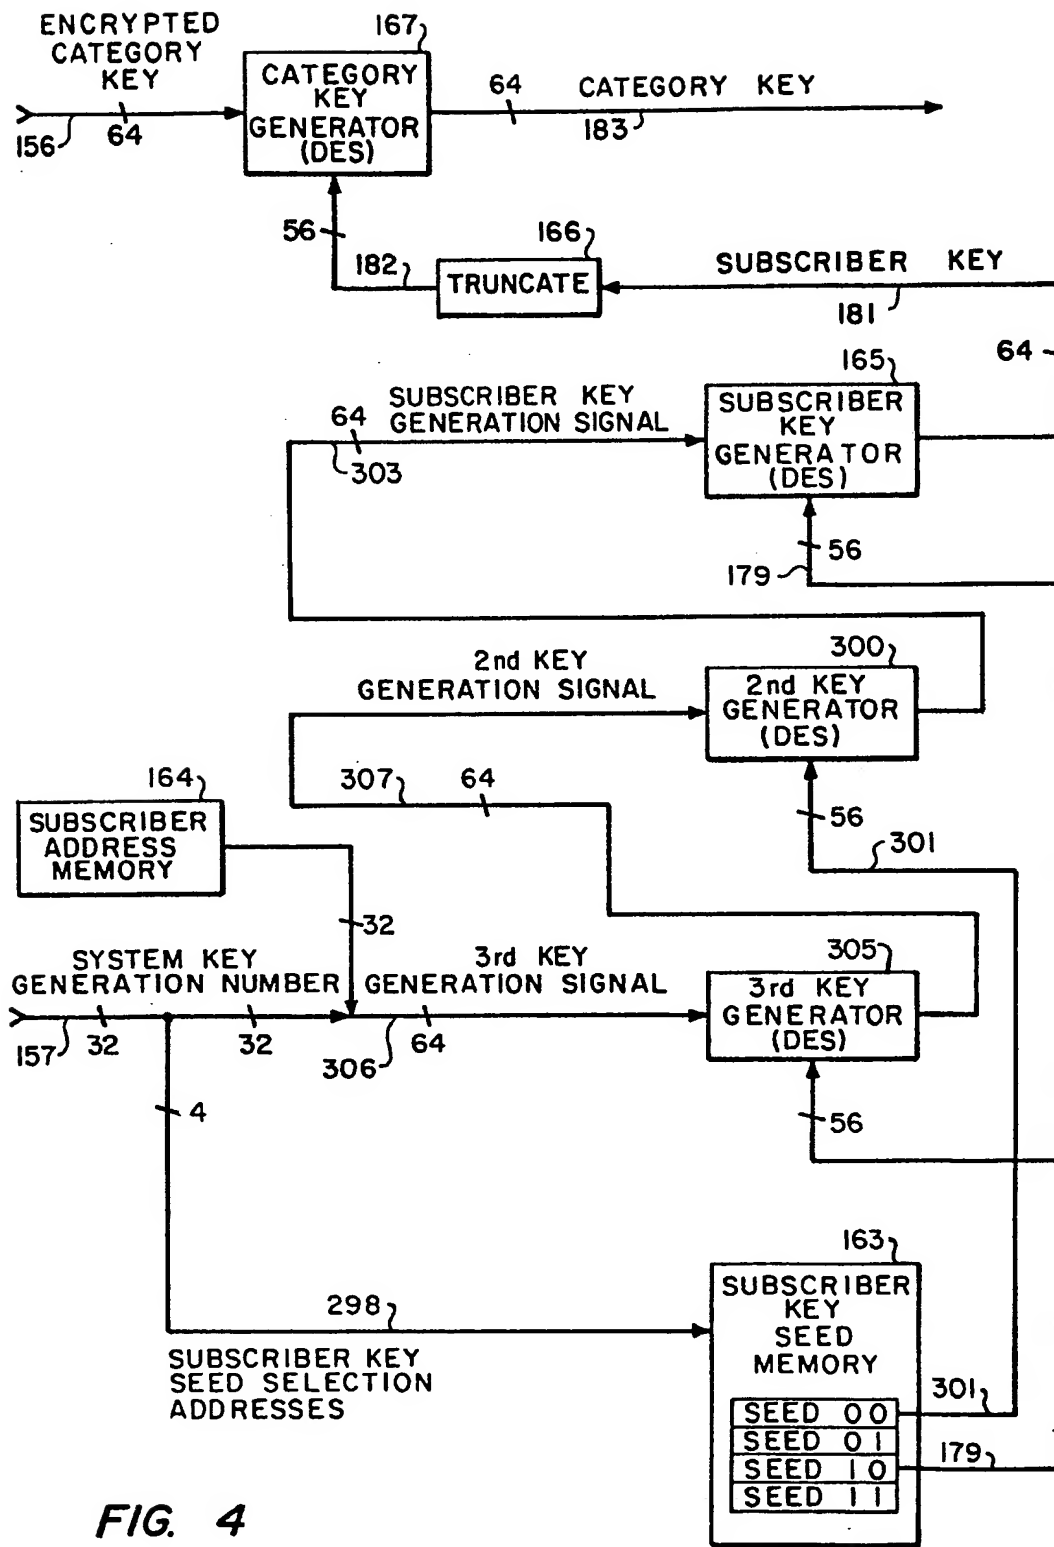 ENCRYPTED
CATEGORY
KEY
167
CATEGORY
KEY
GENERATOR
(DES)
64
CATEGORY KEY
156
64
183
56
182
166
TRUNCATE
SUBSCRIBER KEY
181
64
165
SUBSCRIBER KEY
GENERATION SIGNAL
64
303
SUBSCRIBER
KEY
GENERATOR
(DES)
56
179
2nd KEY
GENERATION SIGNAL
300
2nd KEY
GENERATOR
(DES)
307
64
164
SUBSCRIBER
ADDRESS
MEMORY
56
301
32
SYSTEM KEY
GENERATION NUMBER
3rd KEY
GENERATION SIGNAL
305
3rd KEY
GENERATOR
(DES)
157
32
32
306
64
4
56
163
SUBSCRIBER
KEY
SEED
MEMORY
298
SUBSCRIBER KEY
SEED SELECTION
ADDRESSES
301
SEED 00
SEED 01
SEED 10
179
SEED 11
FIG. 4